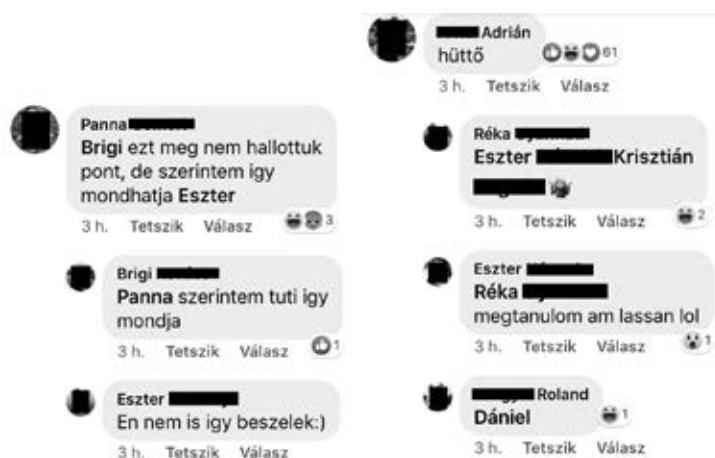 Panna
Brigi ezt meg nem hallottuk
pont, de szerintem igy
mondhatja Eszter
3 h. Tetszik Válasz 3
Brigi
Panna szerintem tuti igy
mondja
3 h. Tetszik Válasz 1
Eszter
En nem is igy beszelek:)
3 h. Tetszik Válasz
Adrián
hüttő 61
3 h. Tetszik Válasz
Réka
Eszter Krisztián
3 h. Tetszik Válasz 2
Eszter
Réka
megtanulom am lassan lol
3 h. Tetszik Válasz 1
Roland
Dániel 1
3 h. Tetszik Válasz